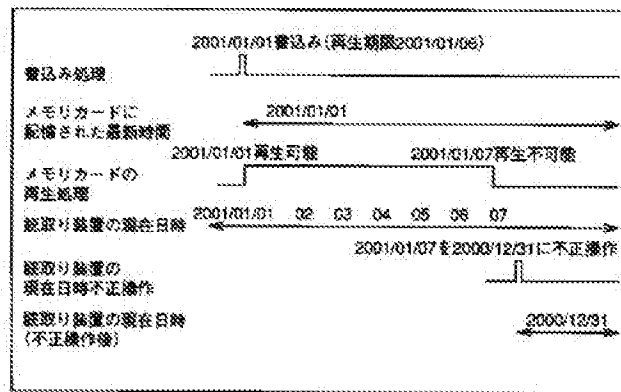 2001/01/01書込み(再生期限2001/01/06)
書込み処理
メモリカードに
記憶された最新時間
2001/01/01
2001/01/01再生可能
2001/01/07再生不可能
メモリカードの
再生処理
読取り装置の現在日時
2001/01/01 02 03 04 05 06 07
2001/01/07を2000/12/31に不正操作
読取り装置の
現在日時不正操作
読取り装置の現在日時
(不正操作後)
2000/12/31